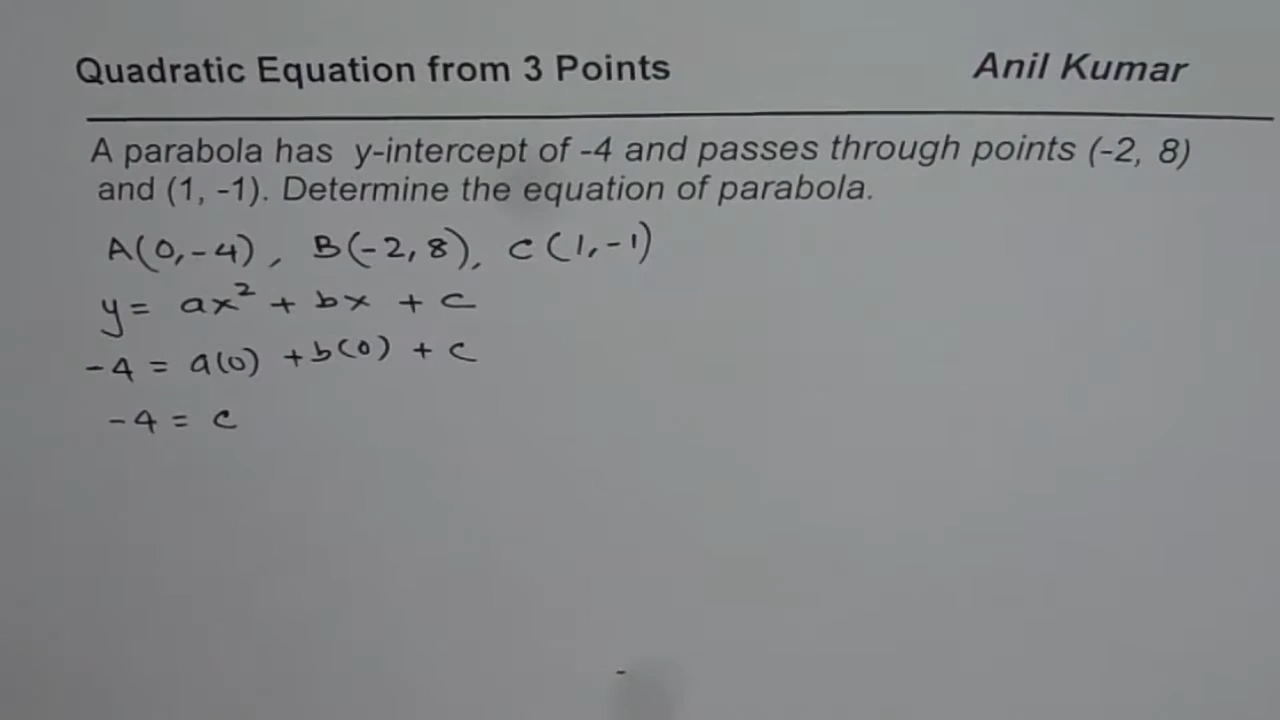 Quadratic Equation from 3 Points Anil Kumar
A parabola has y-intercept of -4 and passes through points (-2, 8)
and (1, -1). Determine the equation of parabola.
A(0,-4), B(-2,8), C(1,-1)
y = ax² + bx + c
-4 = a(0) + b(0) + c
-4 = c